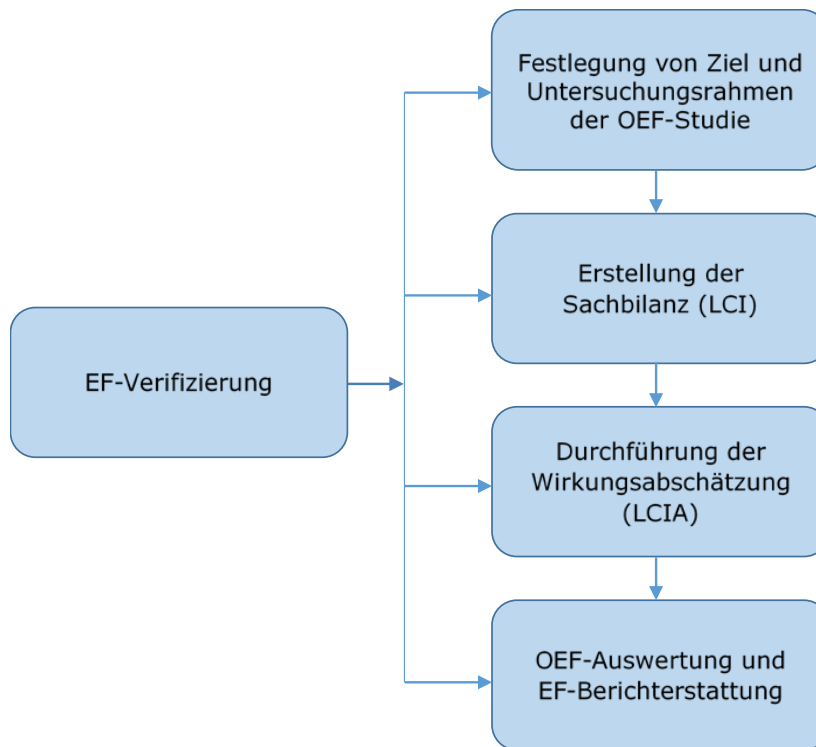 Festlegung von Ziel und
Untersuchungsrahmen
der OEF-Studie
Erstellung der
Sachbilanz (LCI)
EF-Verifizierung
Durchführung der
Wirkungsabschätzung
(LCIA)
OEF-Auswertung und
EF-Berichterstattung